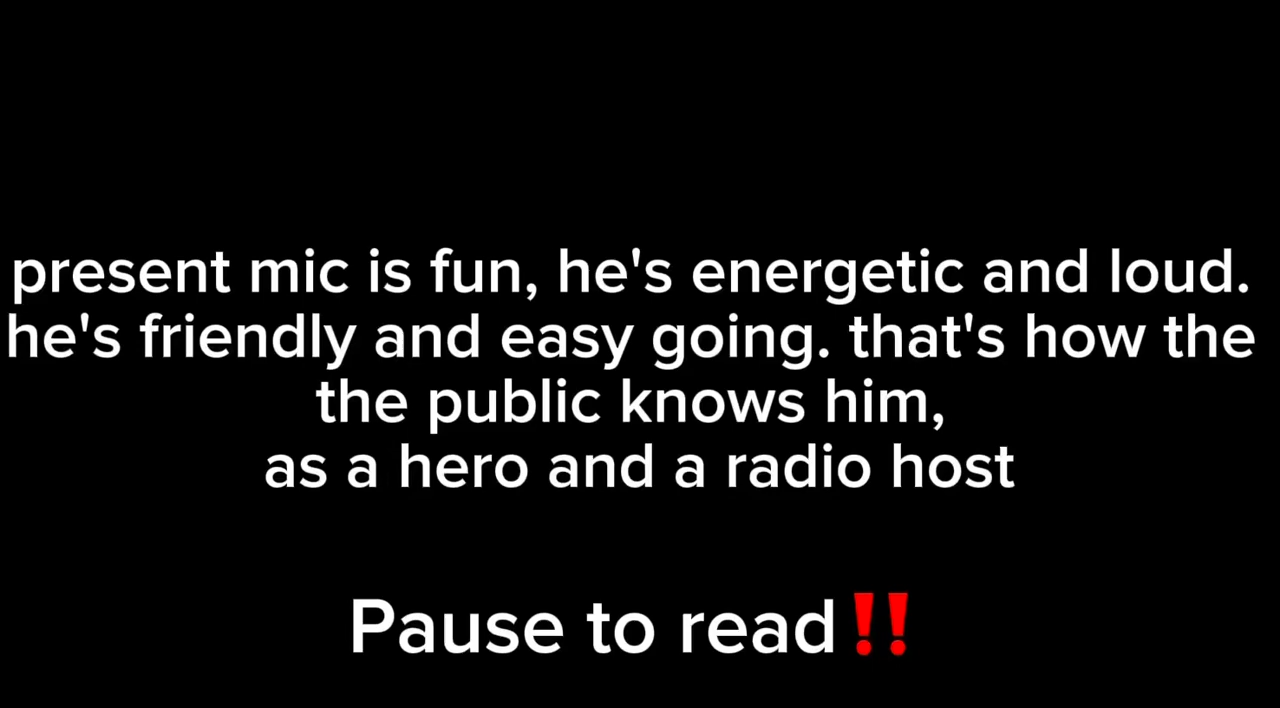 present mic is fun, he's energetic and loud.
he's friendly and easy going. that's how the
the public knows him,
as a hero and a radio host
Pause to read‼️